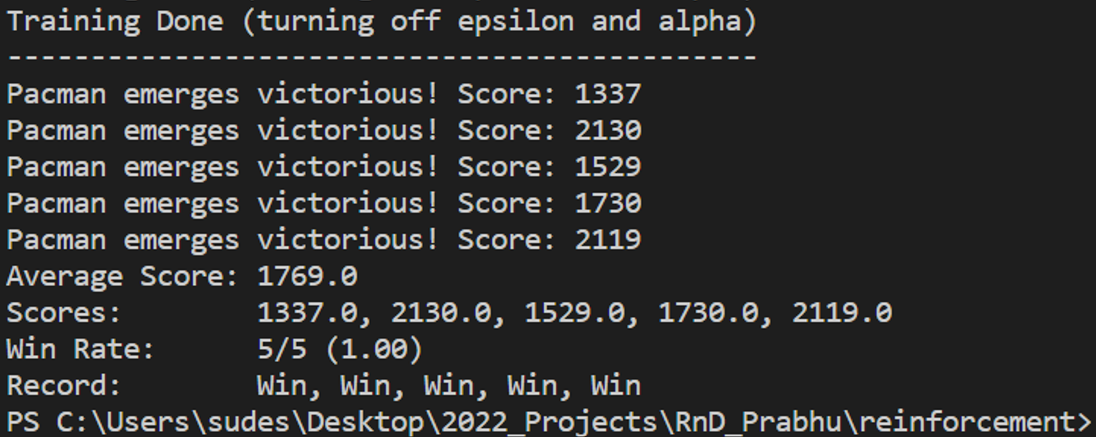 Training Done (turning off epsilon and alpha)
---------------------------------------------
Pacman emerges victorious! Score: 1337
Pacman emerges victorious! Score: 2130
Pacman emerges victorious! Score: 1529
Pacman emerges victorious! Score: 1730
Pacman emerges victorious! Score: 2119
Average Score: 1769.0
Scores:        1337.0, 2130.0, 1529.0, 1730.0, 2119.0
Win Rate:      5/5 (1.00)
Record:        Win, Win, Win, Win, Win
PS C:\Users\sudes\Desktop\2022_Projects\RnD_Prabhu\reinforcement>